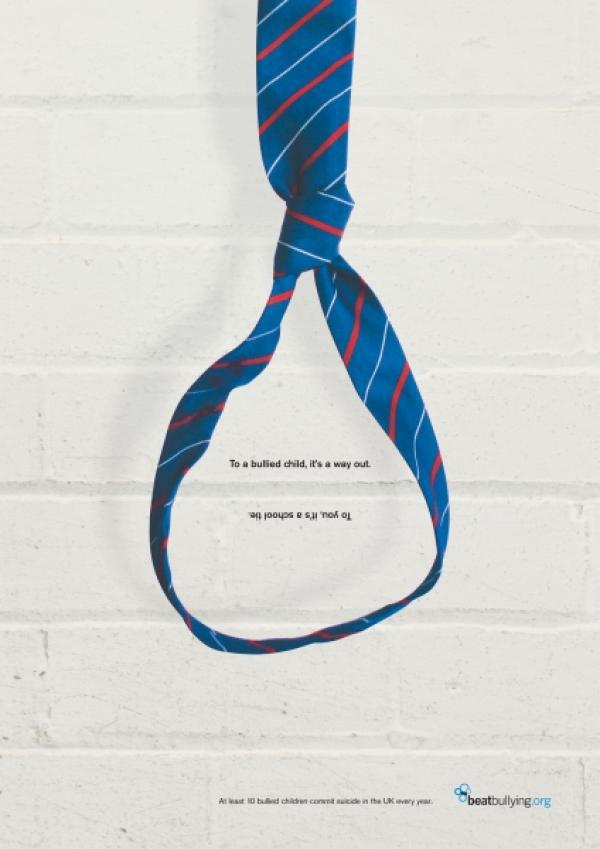 To a bullied child, it's a way out.
To you, it's a school tie.
At least 10 bullied children commit suicide in the UK every year.
beatbullying.org